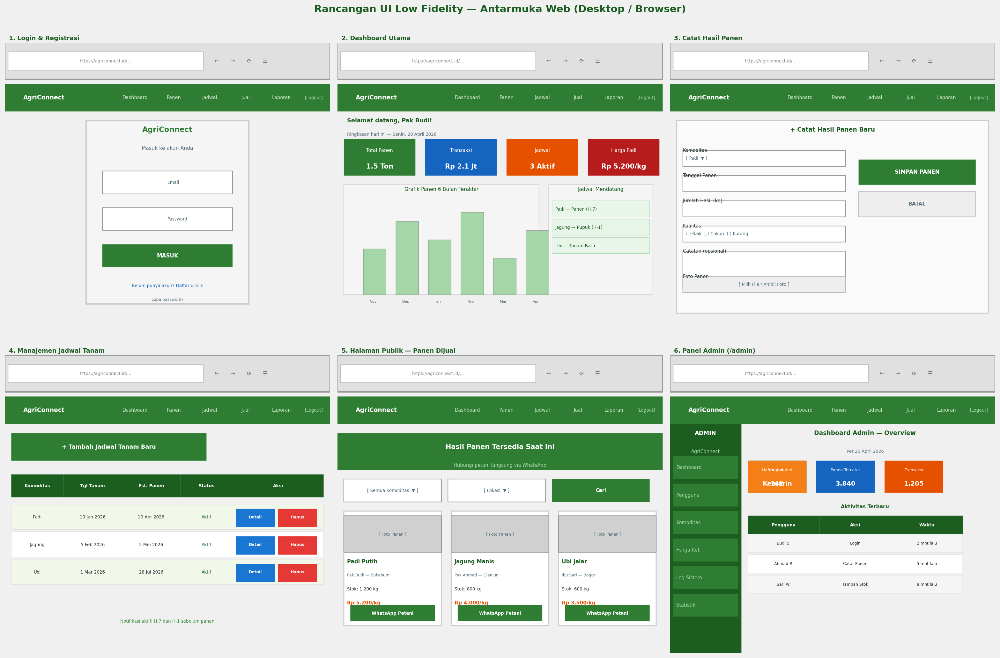 Rancangan UI Low Fidelity — Antarmuka Web (Desktop / Browser)
1. Login & Registrasi
https://agriconnect.id/...
← → ⟳ ☰
AgriConnect Dashboard Panen Jadwal Jual Laporan [Logout]
AgriConnect
Masuk ke akun Anda
Email
Password
MASUK
Belum punya akun? Daftar di sini
Lupa password?
2. Dashboard Utama
https://agriconnect.id/...
← → ⟳ ☰
AgriConnect Dashboard Panen Jadwal Jual Laporan [Logout]
Selamat datang, Pak Budi!
Ringkasan hari ini — Senin, 20 April 2026
Total Panen
1.5 Ton
Transaksi
Rp 2.1 Jt
Jadwal
3 Aktif
Harga Padi
Rp 5.200/kg
Grafik Panen 6 Bulan Terakhir
Nov Des Jan Feb Mar Apr
Jadwal Mendatang
Padi — Panen (H-7)
Jagung — Pupuk (H-1)
Ubi — Tanam Baru
3. Catat Hasil Panen
https://agriconnect.id/...
← → ⟳ ☰
AgriConnect Dashboard Panen Jadwal Jual Laporan [Logout]
+ Catat Hasil Panen Baru
Komoditas
[ Padi ▼ ]
Tanggal Panen
Jumlah Hasil (kg)
Kualitas
( ) Baik ( ) Cukup ( ) Kurang
Catatan (opsional)
Foto Panen
[ Pilih File / Ambil Foto ]
SIMPAN PANEN
BATAL
4. Manajemen Jadwal Tanam
https://agriconnect.id/...
← → ⟳ ☰
AgriConnect Dashboard Panen Jadwal Jual Laporan [Logout]
+ Tambah Jadwal Tanam Baru
Komoditas Tgl Tanam Est. Panen Status Aksi
Padi 10 Jan 2026 10 Apr 2026 Aktif Detail Hapus
Jagung 5 Feb 2026 5 Mei 2026 Aktif Detail Hapus
Ubi 1 Mar 2026 28 Jul 2026 Aktif Detail Hapus
Notifikasi aktif: H-7 dan H-1 sebelum panen
5. Halaman Publik — Panen Dijual
https://agriconnect.id/...
← → ⟳ ☰
AgriConnect Dashboard Panen Jadwal Jual Laporan [Logout]
Hasil Panen Tersedia Saat Ini
Hubungi petani langsung via WhatsApp
[ Semua Komoditas ▼ ] [ Lokasi ▼ ] Cari
[ Foto Panen ]
Padi Putih
Pak Budi — Sukabumi
Stok: 1.200 kg
Rp 5.200/kg
WhatsApp Petani
[ Foto Panen ]
Jagung Manis
Pak Ahmad — Cianjur
Stok: 800 kg
Rp 4.000/kg
WhatsApp Petani
[ Foto Panen ]
Ubi Jalar
Ibu Sari — Bogor
Stok: 600 kg
Rp 3.500/kg
WhatsApp Petani
6. Panel Admin (/admin)
https://agriconnect.id/...
← → ⟳ ☰
AgriConnect Dashboard Panen Jadwal Jual Laporan [Logout]
ADMIN
AgriConnect
Dashboard
Pengguna
Komoditas
Harga Ref.
Log Sistem
Statistik
Dashboard Admin — Overview
Per 20 April 2026
Pengguna
Kemarin
Panen Tercatat
3.840
Transaksi
1.205
Aktivitas Terbaru
Pengguna Aksi Waktu
Budi S. Login 2 mnt lalu
Ahmad R. Catat Panen 5 mnt lalu
Sari W. Tambah Stok 8 mnt lalu